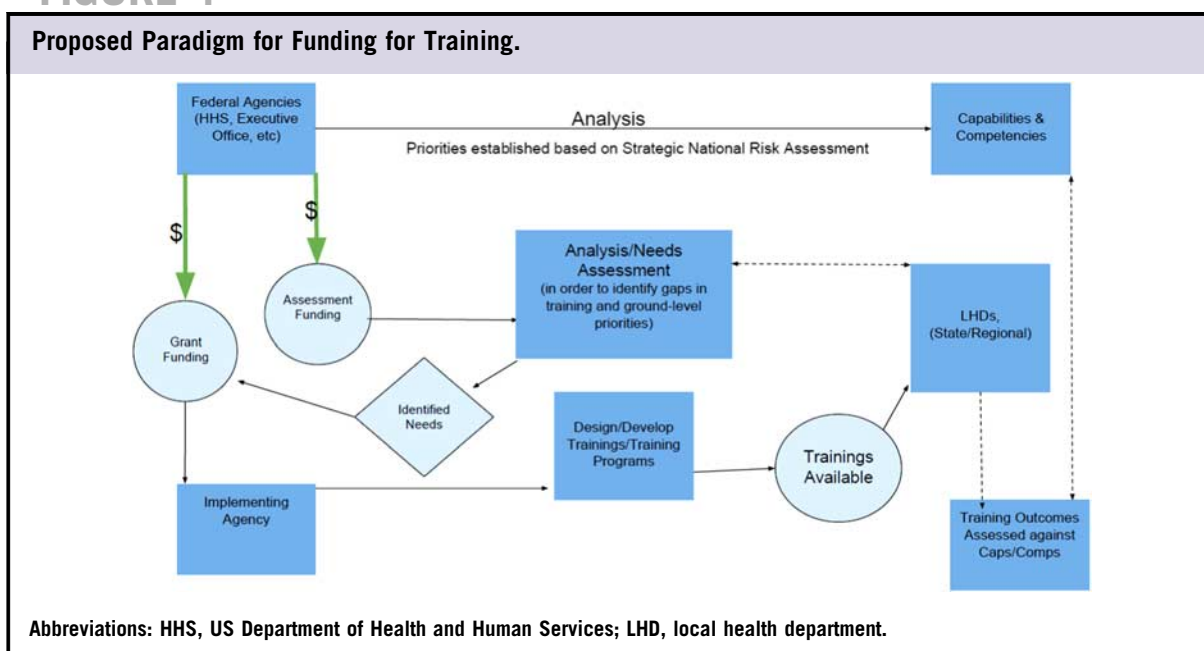 Proposed Paradigm for Funding for Training.
Federal Agencies
(HHS, Executive
Office, etc)
Analysis
Priorities established based on Strategic National Risk Assessment
Capabilities &
Competencies
$
$
Assessment
Funding
Analysis/Needs
Assessment
(in order to identify gaps in
training and ground-level
priorities)
LHDs,
(State/Regional)
Grant
Funding
Identified
Needs
Design/Develop
Trainings/Training
Programs
Trainings
Available
Implementing
Agency
Training Outcomes
Assessed against
Caps/Comps
Abbreviations: HHS, US Department of Health and Human Services; LHD, local health department.